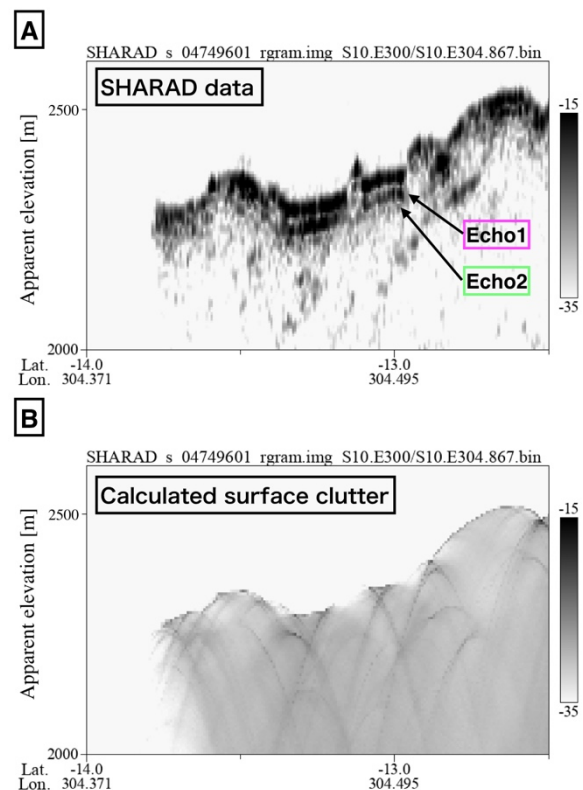 A
SHARAD s 04749601 rgram.img S10.E300/S10.E304.867.bin
SHARAD data
Apparent elevation [m]
2500
2000
-15
-35
Echo1
Echo2
Lat. -14.0 -13.0
Lon. 304.371 304.495
B
SHARAD s 04749601 rgram.img S10.E300/S10.E304.867.bin
Calculated surface clutter
Apparent elevation [m]
2500
2000
-15
-35
Lat. -14.0 -13.0
Lon. 304.371 304.495